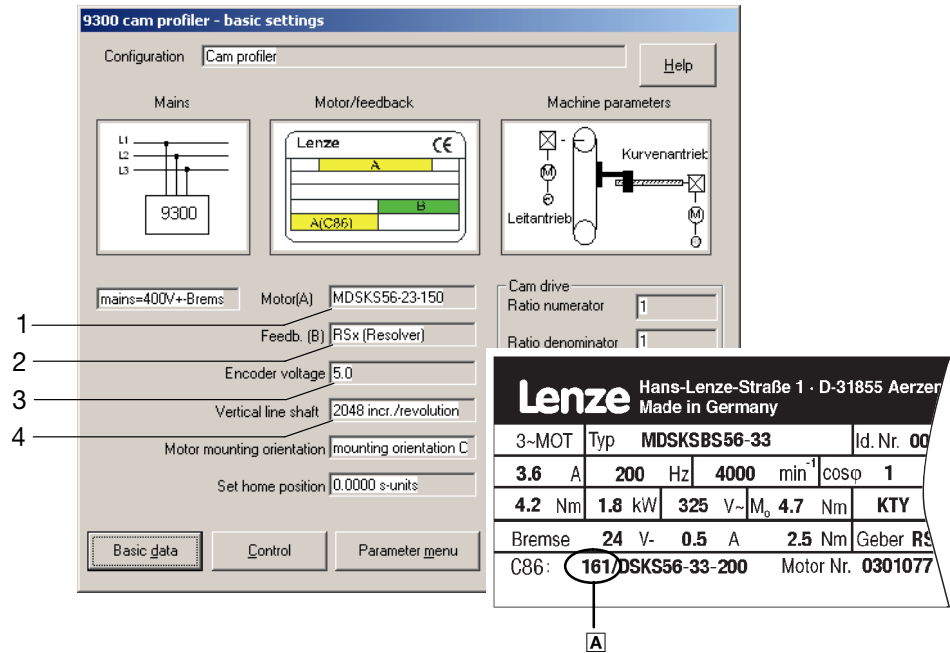 9300 cam profiler - basic settings
Configuration Cam profiler
Help
Mains Motor/feedback Machine parameters
L1
L2
L3
9300
Lenze CE
A
B
A(C86)
Kurvenantrieb
Leitantrieb
M
M
mains=400V+-Brems
Motor(A) MDSKS56-23-150
Feedb. (B) RSx (Resolver)
Encoder voltage 5.0
Vertical line shaft 2048 incr./revolution
Motor mounting orientation mounting orientation C
Set home position 0.0000 s-units
Cam drive
Ratio numerator 1
Ratio denominator 1
Basic data Control Parameter menu
1
2
3
4
Lenze Hans-Lenze-Straße 1 · D-31855 Aerzen
Made in Germany
3~MOT Typ MDSKSBS56-33 Id. Nr. 00
3.6 A 200 Hz 4000 min-1 cosφ 1
4.2 Nm 1.8 kW 325 V~ Mo 4.7 Nm KTY
Bremse 24 V- 0.5 A 2.5 Nm Geber RS
C86: 161/DSKS56-33-200 Motor Nr. 0301077
A